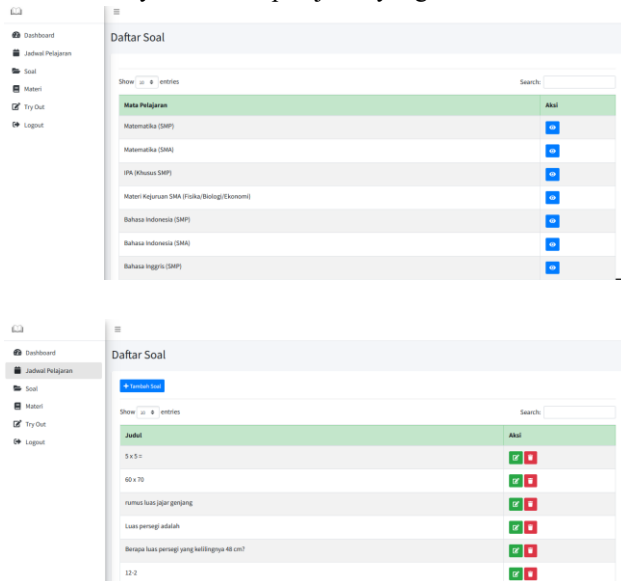 Dashboard
Jadwal Pelajaran
Soal
Materi
Try Out
Logout
Daftar Soal
Show 10 entries
Search:
Mata Pelajaran Aksi
Matematika (SMP)
Matematika (SMA)
IPA (Khusus SMP)
Materi Kejuruan SMA (Fisika/Biologi/Ekonomi)
Bahasa Indonesia (SMP)
Bahasa Indonesia (SMA)
Bahasa Inggris (SMP)
Dashboard
Jadwal Pelajaran
Soal
Materi
Try Out
Logout
Daftar Soal
+ Tambah Soal
Show 10 entries
Search:
Judul Aksi
5 x 5 =
60 x 70
rumus luas jajar genjang
Luas persegi adalah
Berapa luas persegi yang kelilingnya 48 cm?
12-2